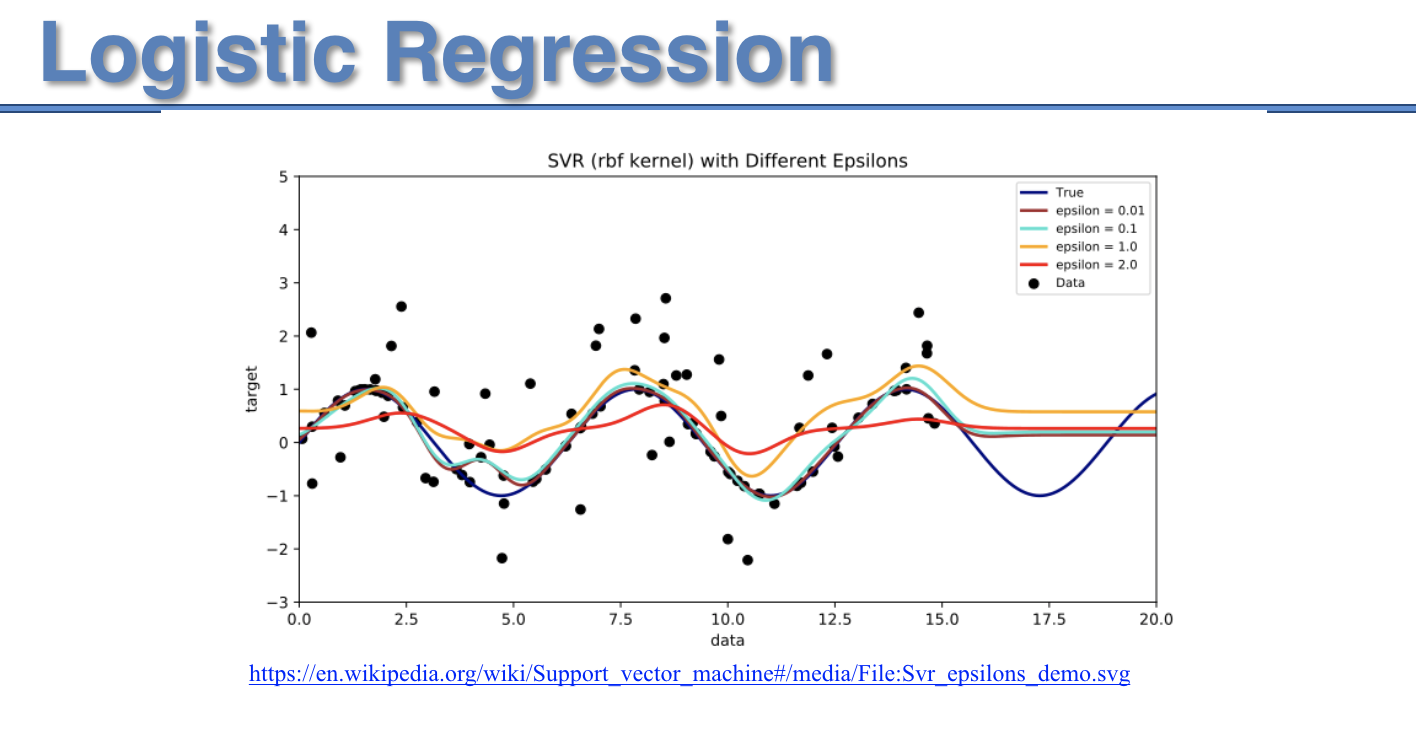 Logistic Regression
SVR (rbf kernel) with Different Epsilons
5
4
3
2
1
0
−1
−2
−3
target
True
epsilon = 0.01
epsilon = 0.1
epsilon = 1.0
epsilon = 2.0
Data
0.0 2.5 5.0 7.5 10.0 12.5 15.0 17.5 20.0
data
https://en.wikipedia.org/wiki/Support_vector_machine#/media/File:Svr_epsilons_demo.svg